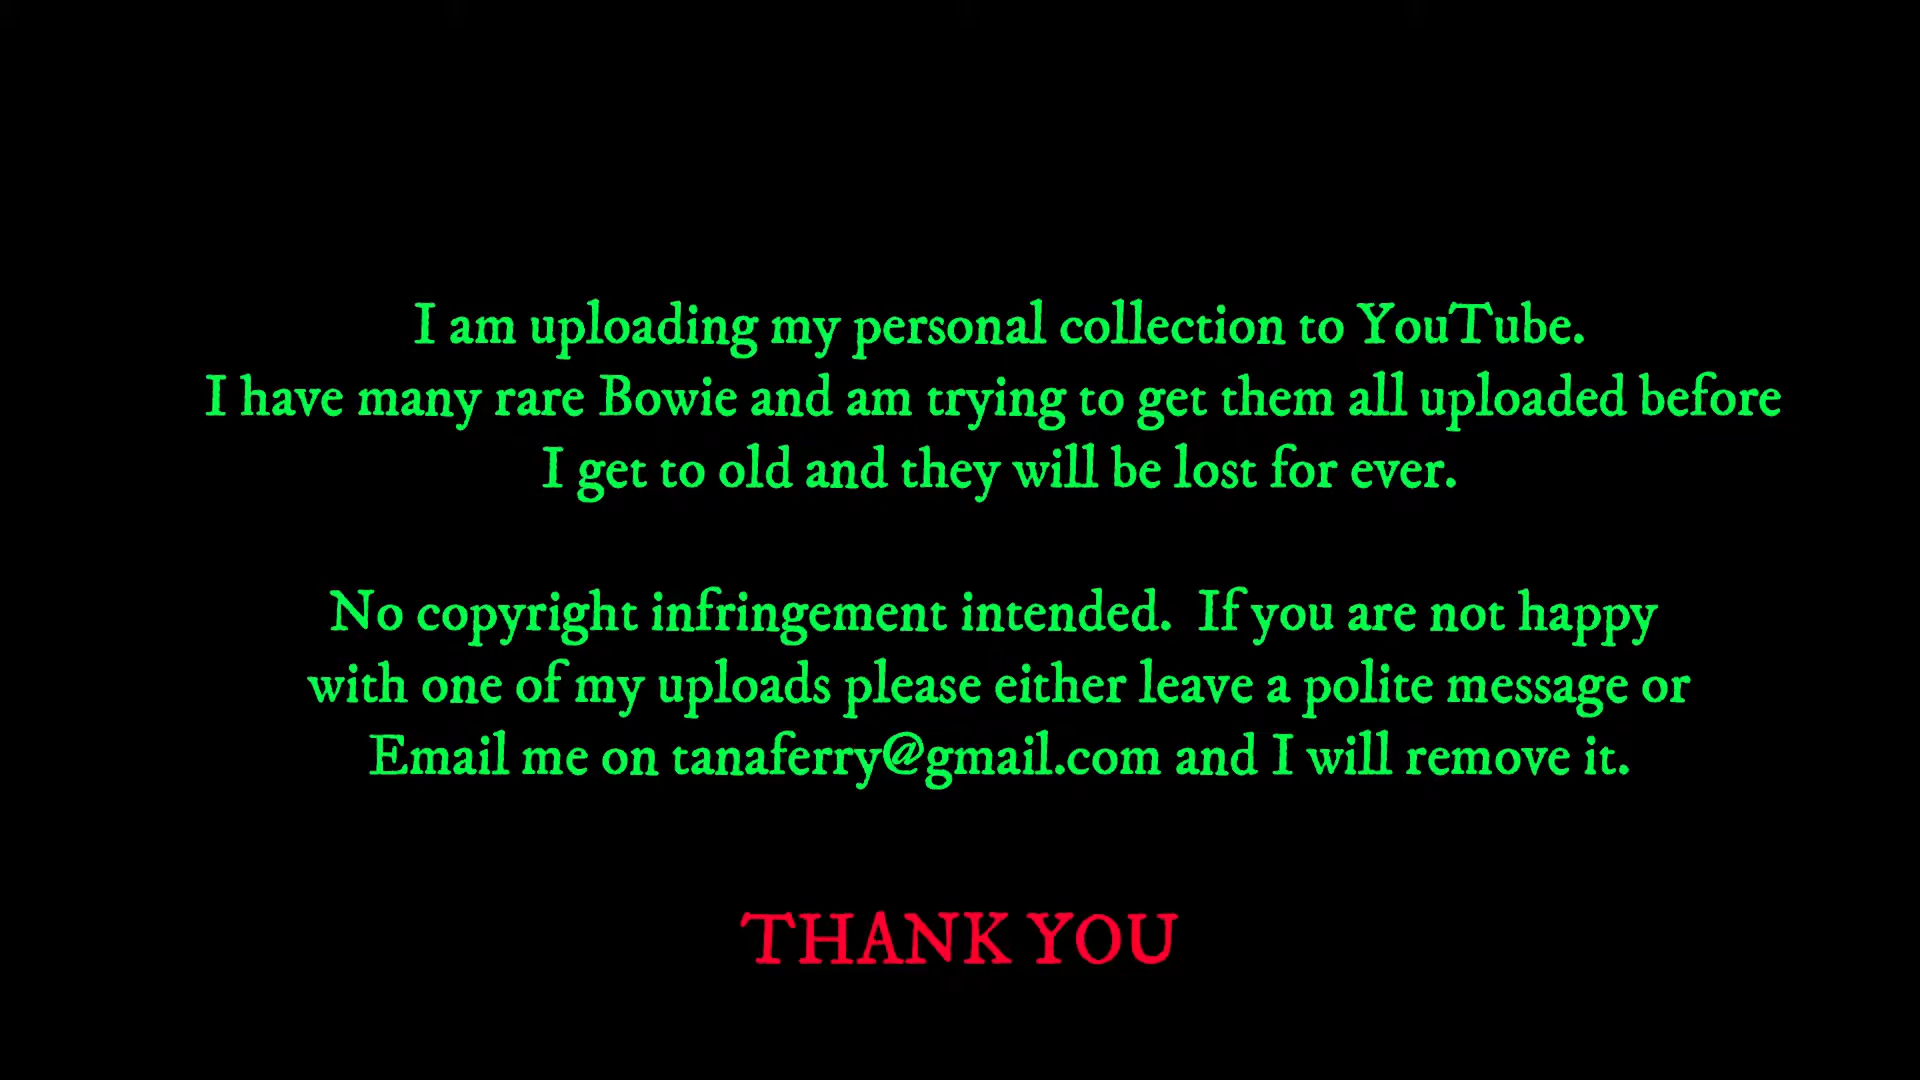 I am uploading my personal collection to YouTube.
I have many rare Bowie and am trying to get them all uploaded before
I get to old and they will be lost for ever.
No copyright infringement intended.  If you are not happy
with one of my uploads please either leave a polite message or
Email me on tanaferry@gmail.com and I will remove it.
THANK YOU